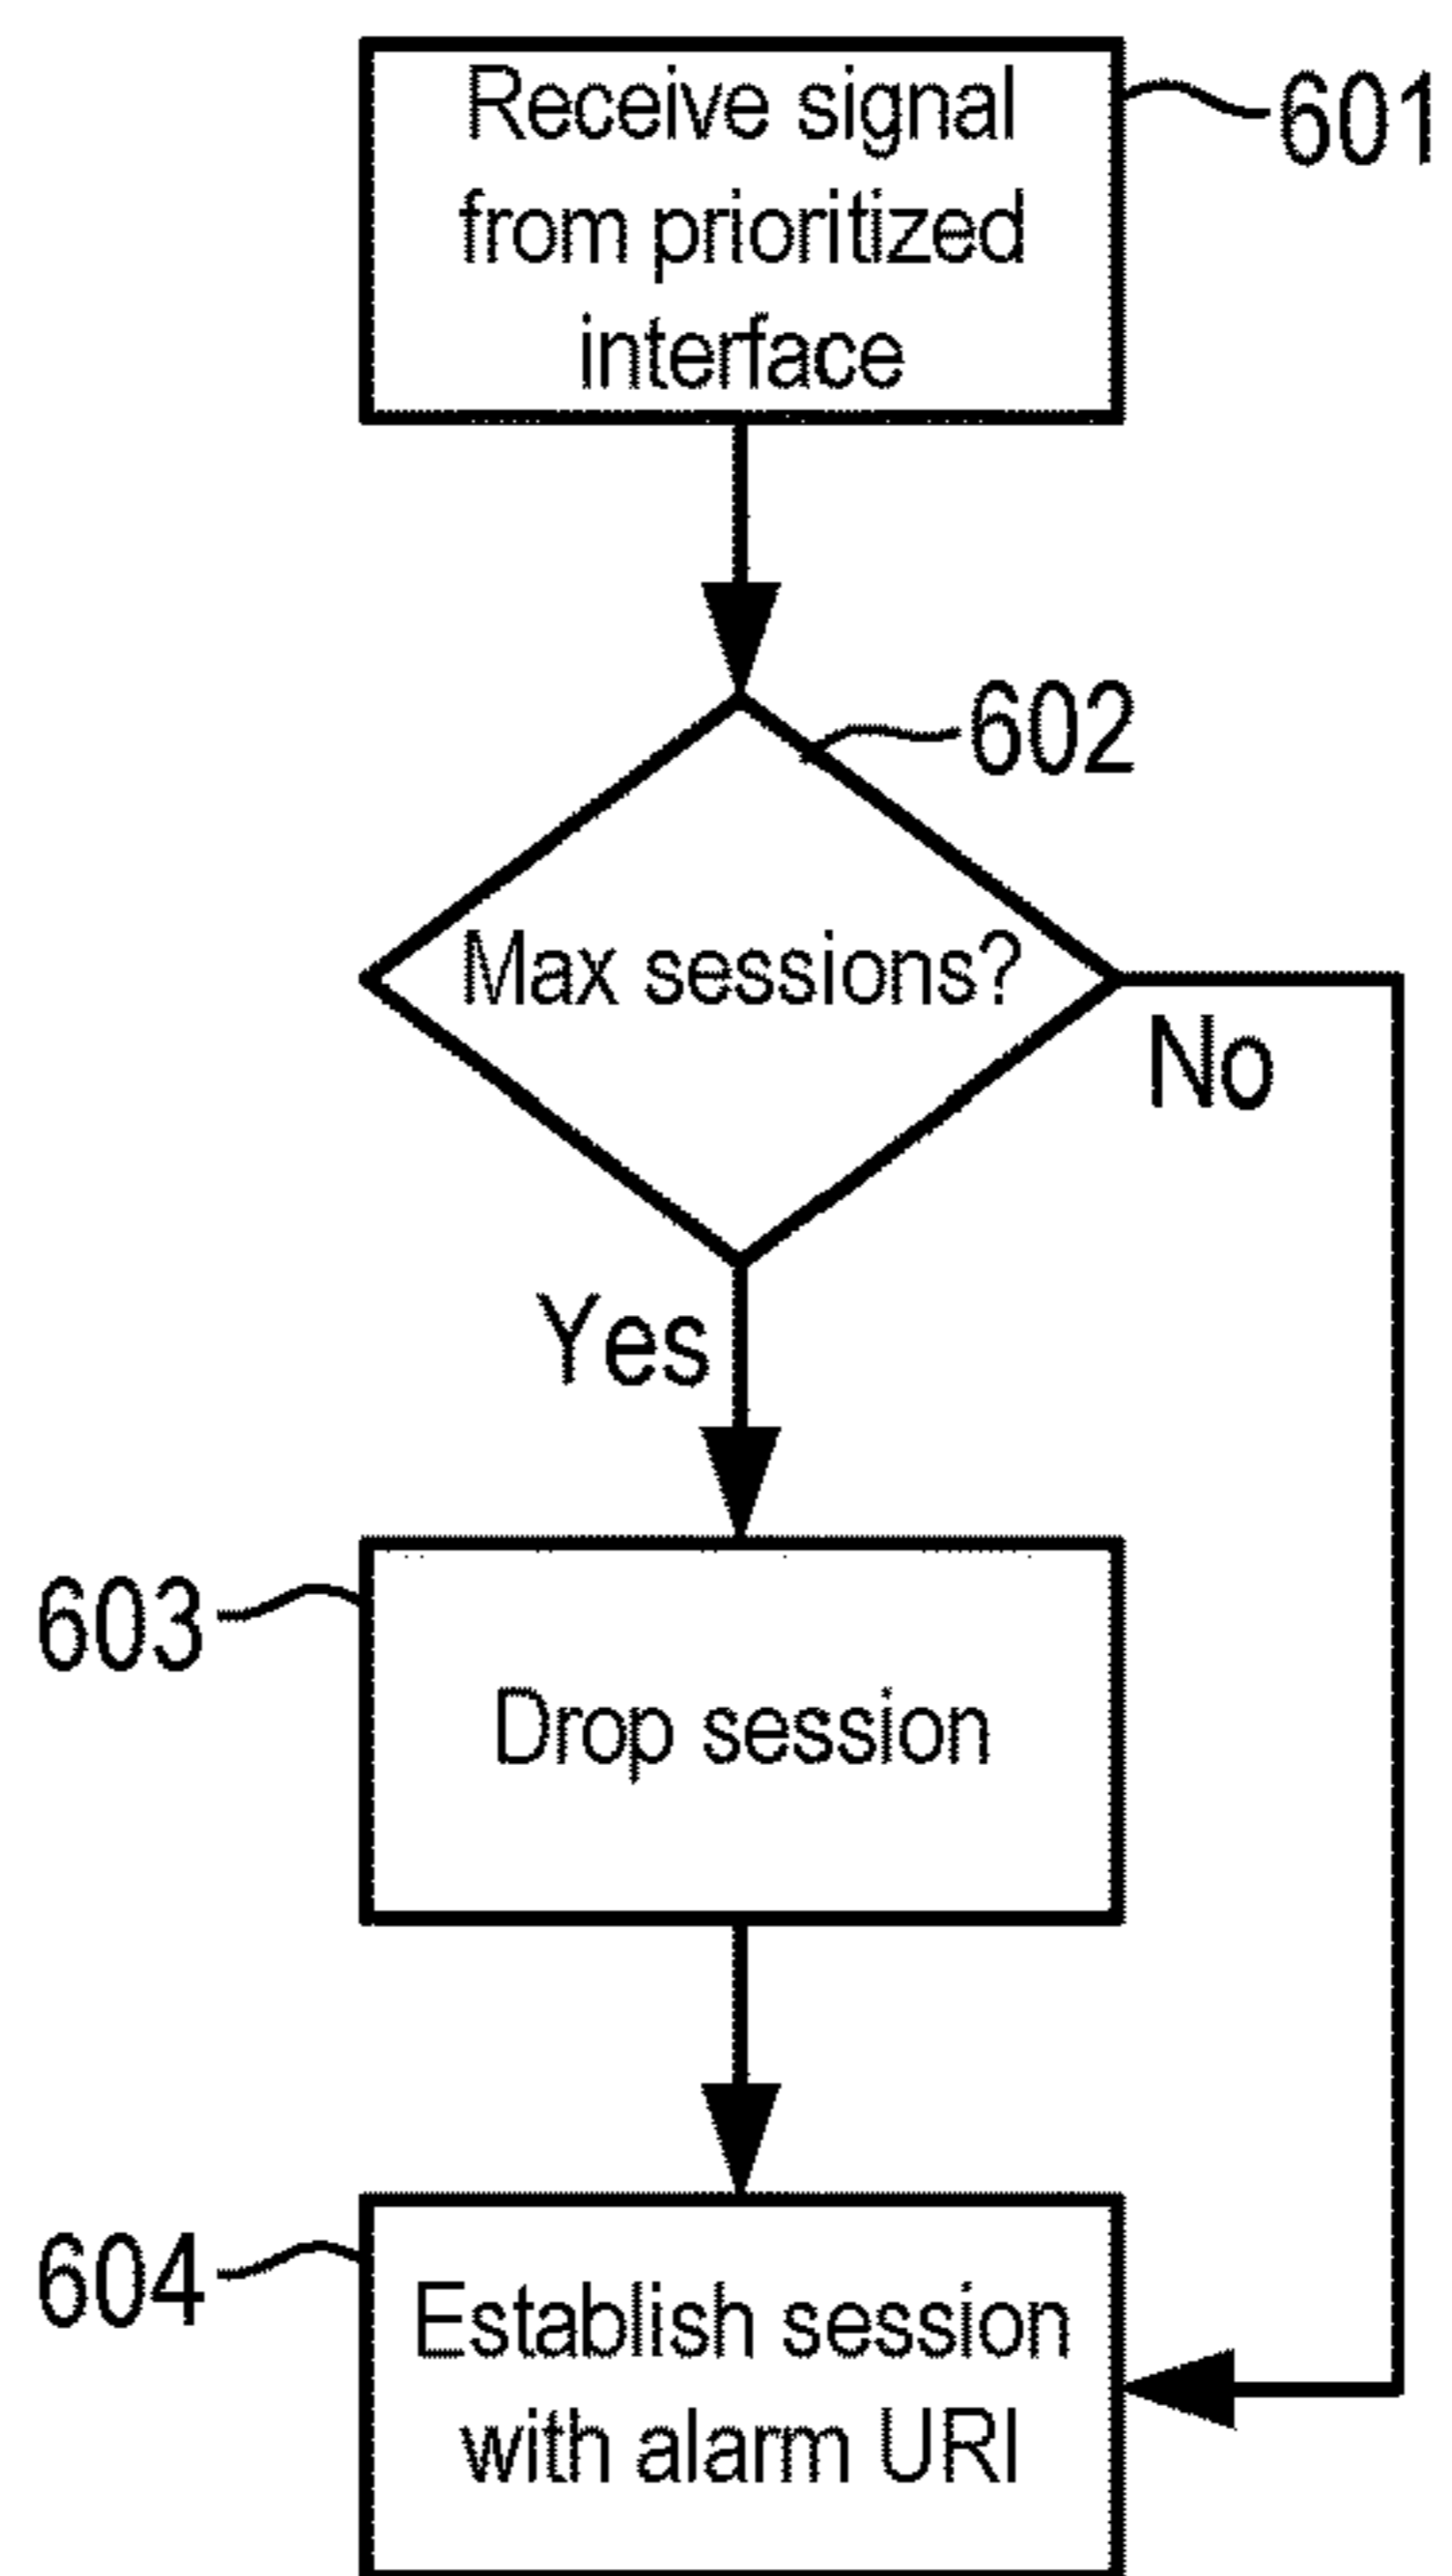 Receive signal
from prioritized
interface
601
602
Max sessions?
No
Yes
603
Drop session
604
Establish session
with alarm URI